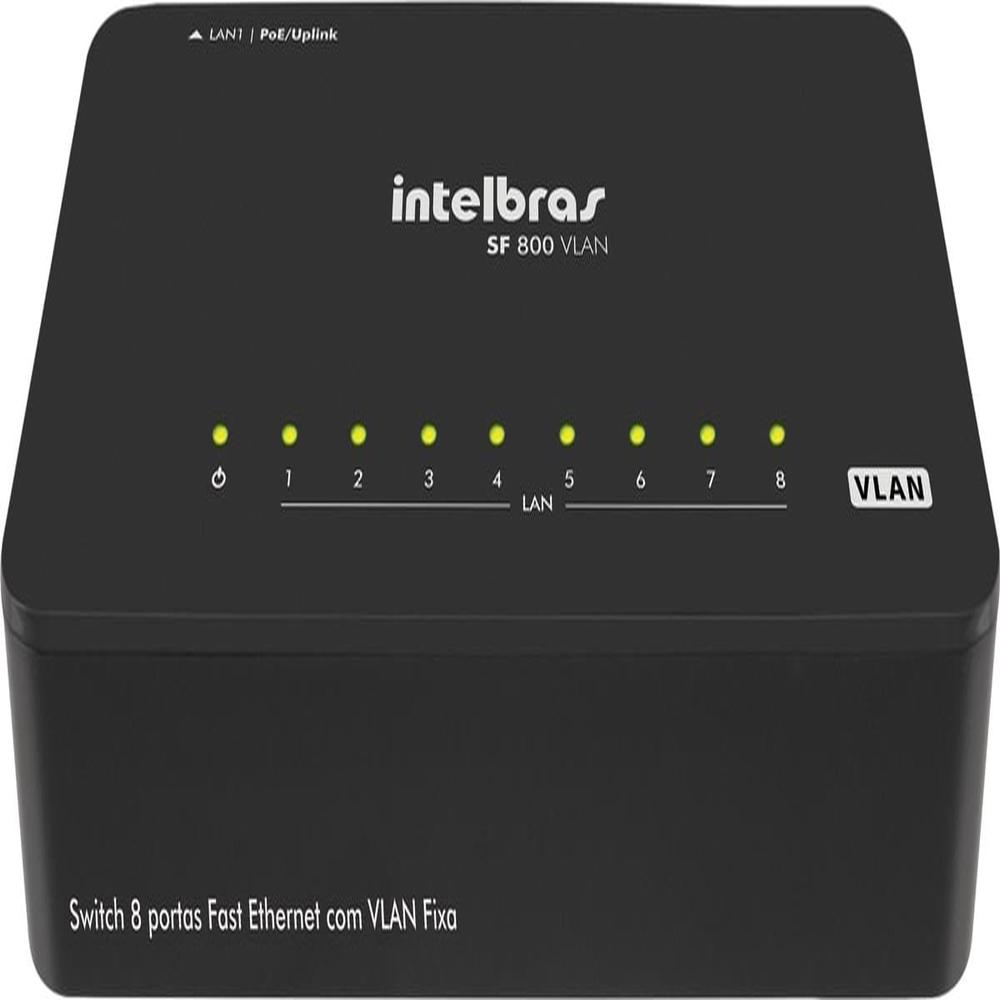 LAN1 | PoE/Uplink
intelbras
SF 800 VLAN
1 2 3 4 5 6 7 8
LAN
VLAN
Switch 8 portas Fast Ethernet com VLAN Fixa